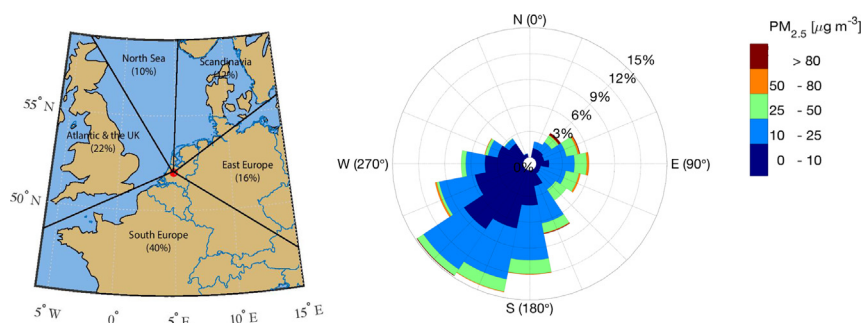 North Sea
(10%)
Scandinavia
(12%)
Atlantic & the UK
(22%)
East Europe
(16%)
South Europe
(40%)
55°N
50°N
5°W
0°
5°E
10°E
15°E
N (0°)
15%
12%
9%
6%
3%
0%
W (270°)
E (90°)
S (180°)
PM2.5 [μg m-3]
> 80
50 - 80
25 - 50
10 - 25
0 - 10